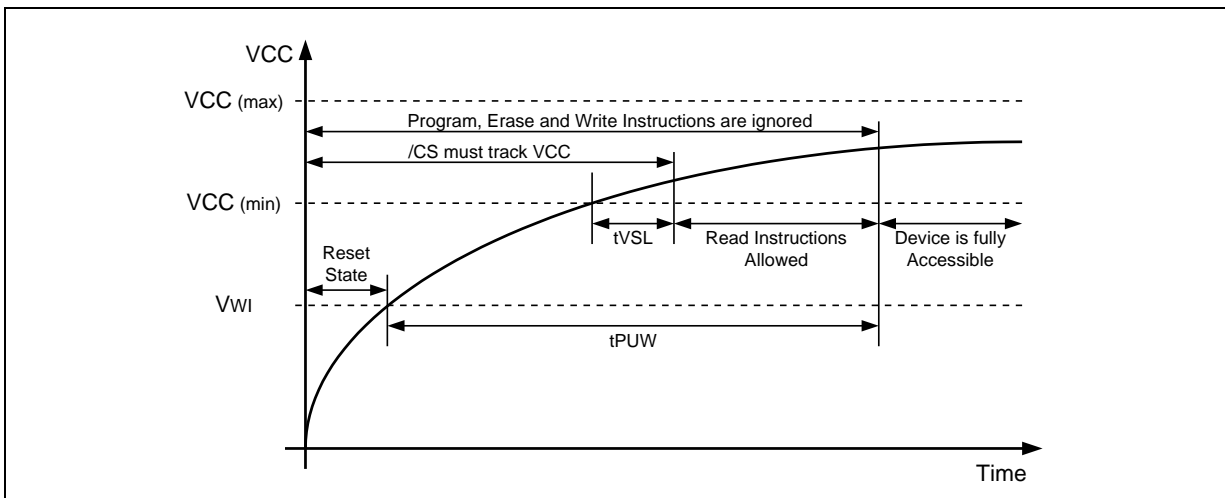 VCC
VCC (max)
Program, Erase and Write Instructions are ignored
/CS must track VCC
VCC (min)
tVSL
Read Instructions
Allowed
Device is fully
Accessible
Reset
State
VWI
tPUW
Time